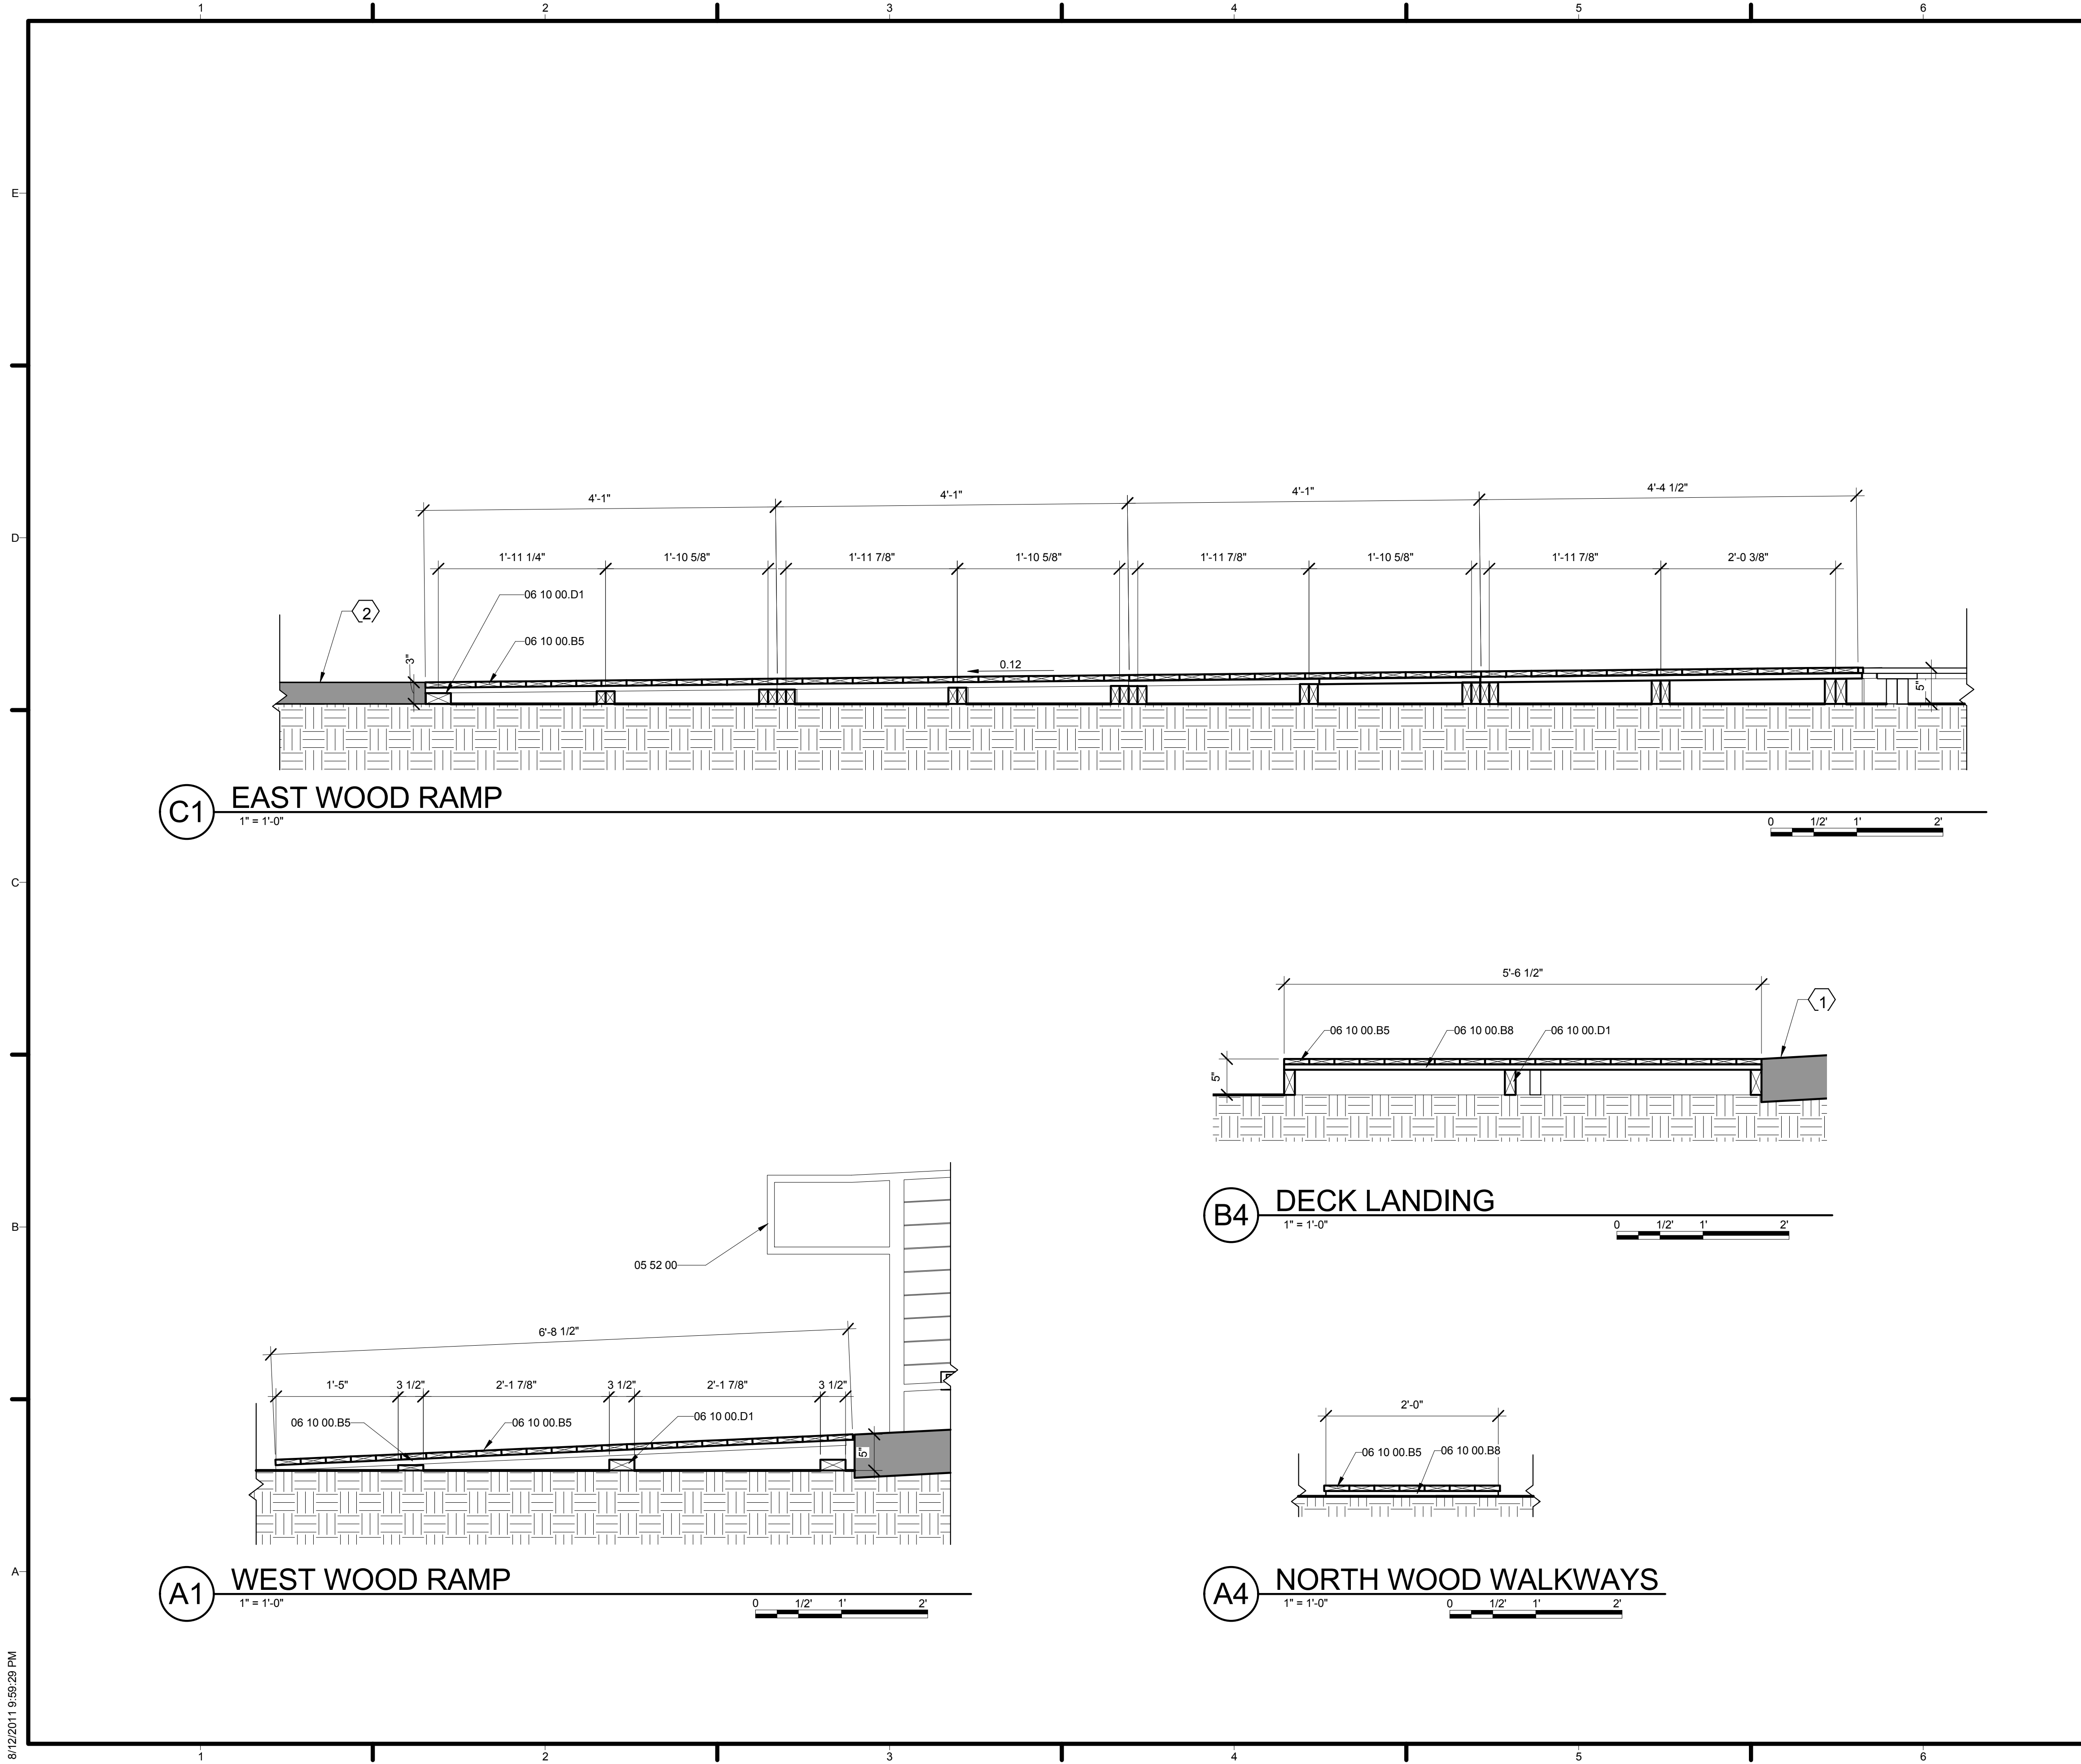 1 2 3 4 5 6
E
4'-1" 4'-1" 4'-1" 4'-4 1/2"
D
1'-11 1/4" 1'-10 5/8" 1'-11 7/8" 1'-10 5/8" 1'-11 7/8" 1'-10 5/8" 1'-11 7/8" 2'-0 3/8"
06 10 00.D1
2
06 10 00.B5
3"
0.12
5"
C1 EAST WOOD RAMP
1" = 1'-0"
0 1/2' 1' 2'
C
5'-6 1/2"
1
06 10 00.B5 06 10 00.B8 06 10 00.D1
5"
B4 DECK LANDING
1" = 1'-0"
0 1/2' 1' 2'
B
05 52 00
6'-8 1/2"
1'-5" 3 1/2" 2'-1 7/8" 3 1/2" 2'-1 7/8" 3 1/2"
06 10 00.B5 06 10 00.B5 06 10 00.D1
5"
A1 WEST WOOD RAMP
1" = 1'-0"
0 1/2' 1' 2'
2'-0"
06 10 00.B5 06 10 00.B8
A4 NORTH WOOD WALKWAYS
1" = 1'-0"
0 1/2' 1' 2'
A
8/12/2011 9:59:29 PM
1 2 3 4 5 6